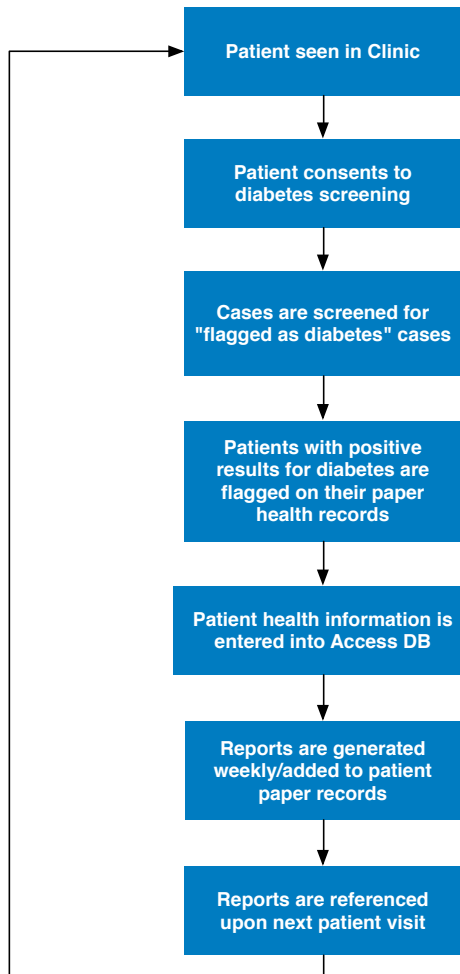 Patient seen in Clinic
Patient consents to
diabetes screening
Cases are screened for
"flagged as diabetes" cases
Patients with positive
results for diabetes are
flagged on their paper
health records
Patient health information is
entered into Access DB
Reports are generated
weekly/added to patient
paper records
Reports are referenced
upon next patient visit